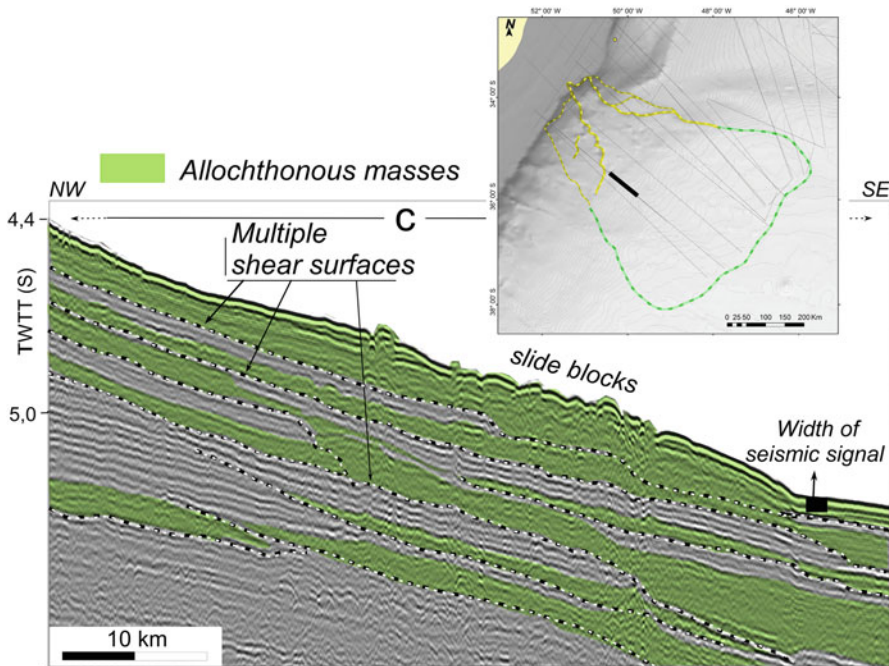 52° 00' W
50° 00' W
48° 00' W
46° 00' W
N
34° 00' S
36° 00' S
38° 00' S
0 25 50 100 150 200 Km
Allochthonous masses
NW
SE
C
4,4
TWTT (S)
5,0
Multiple
shear surfaces
slide blocks
Width of
seismic signal
10 km